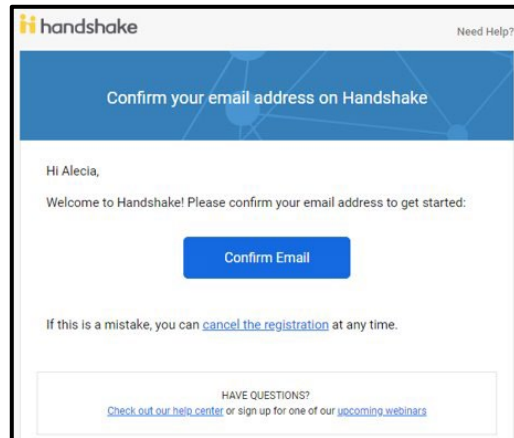 handshake
Need Help?
Confirm your email address on Handshake
Hi Alecia,
Welcome to Handshake! Please confirm your email address to get started:
Confirm Email
If this is a mistake, you can cancel the registration at any time.
HAVE QUESTIONS?
Check out our help center or sign up for one of our upcoming webinars